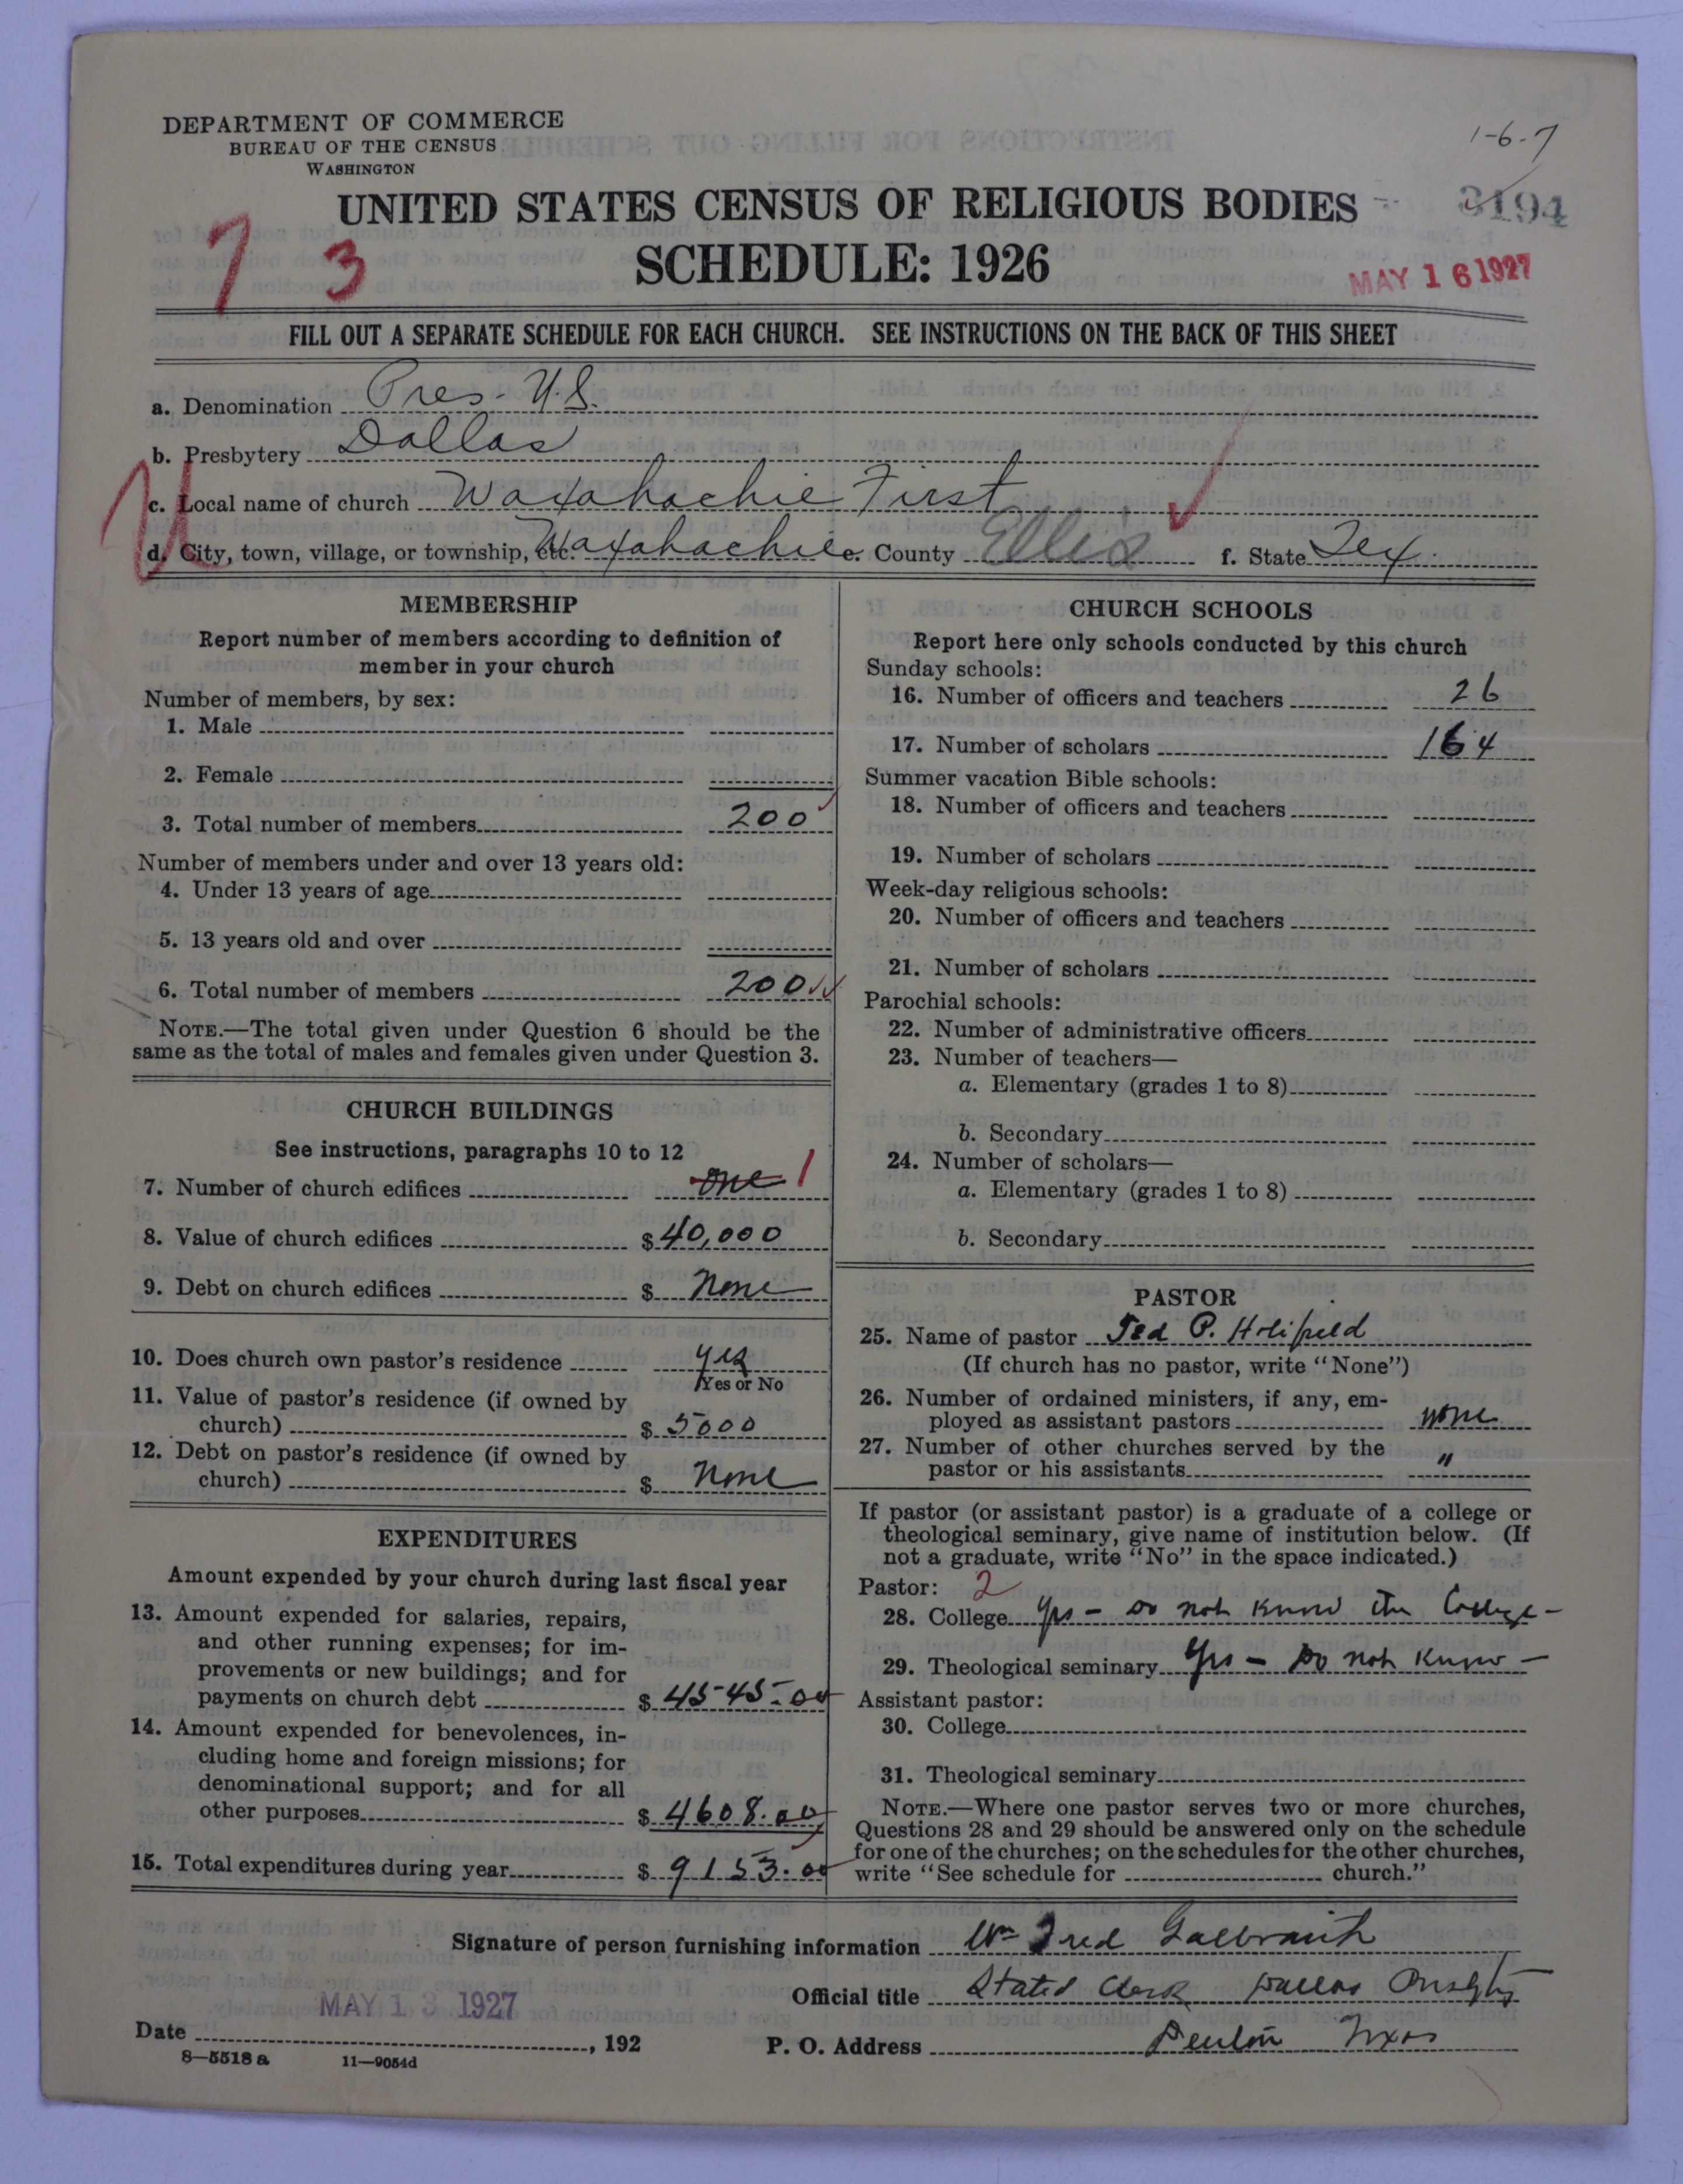 DEPARTMENT OF COMMERCE
BUREAU OF THE CENSUS
WASHINGTON
1-6-7
UNITED STATES CENSUS OF RELIGIOUS BODIES
3194
SCHEDULE: 1926
7 3
MAY 16 1927
FILL OUT A SEPARATE SCHEDULE FOR EACH CHURCH. SEE INSTRUCTIONS ON THE BACK OF THIS SHEET
a. Denomination Pres. U.S.
b. Presbytery Dallas
c. Local name of church Waxahachie First
d. City, town, village, or township, etc. Waxahachie e. County Ellis f. State Tex.
MEMBERSHIP
Report number of members according to definition of
member in your church
Number of members, by sex:
1. Male
2. Female
3. Total number of members 200
Number of members under and over 13 years old:
4. Under 13 years of age
5. 13 years old and over
6. Total number of members 200
NOTE.—The total given under Question 6 should be the
same as the total of males and females given under Question 3.
CHURCH BUILDINGS
See instructions, paragraphs 10 to 12
7. Number of church edifices one 1
8. Value of church edifices $ 40,000
9. Debt on church edifices $ None
10. Does church own pastor's residence yes
Yes or No
11. Value of pastor's residence (if owned by
church) $ 5000
12. Debt on pastor's residence (if owned by
church) $ None
EXPENDITURES
Amount expended by your church during last fiscal year
13. Amount expended for salaries, repairs,
and other running expenses; for im-
provements or new buildings; and for
payments on church debt $ 4545.00
14. Amount expended for benevolences, in-
cluding home and foreign missions; for
denominational support; and for all
other purposes $ 4608.00
15. Total expenditures during year $ 9153.00
CHURCH SCHOOLS
Report here only schools conducted by this church
Sunday schools:
16. Number of officers and teachers 26
17. Number of scholars 164
Summer vacation Bible schools:
18. Number of officers and teachers
19. Number of scholars
Week-day religious schools:
20. Number of officers and teachers
21. Number of scholars
Parochial schools:
22. Number of administrative officers
23. Number of teachers—
a. Elementary (grades 1 to 8)
b. Secondary
24. Number of scholars—
a. Elementary (grades 1 to 8)
b. Secondary
PASTOR
25. Name of pastor Ted P. Holifield
(If church has no pastor, write "None")
26. Number of ordained ministers, if any, em-
ployed as assistant pastors none
27. Number of other churches served by the
pastor or his assistants "
If pastor (or assistant pastor) is a graduate of a college or
theological seminary, give name of institution below. (If
not a graduate, write "No" in the space indicated.)
Pastor: 2
28. College Yes - Do not know the College -
29. Theological seminary Yes - Do not know -
Assistant pastor:
30. College
31. Theological seminary
NOTE.—Where one pastor serves two or more churches,
Questions 28 and 29 should be answered only on the schedule
for one of the churches; on the schedules for the other churches,
write "See schedule for church."
Signature of person furnishing information Wm Fred Galbraith
Official title Stated Clerk Dallas Presbty
MAY 13 1927
Date , 192
P. O. Address Denton Texas
8—5518a 11—9054d